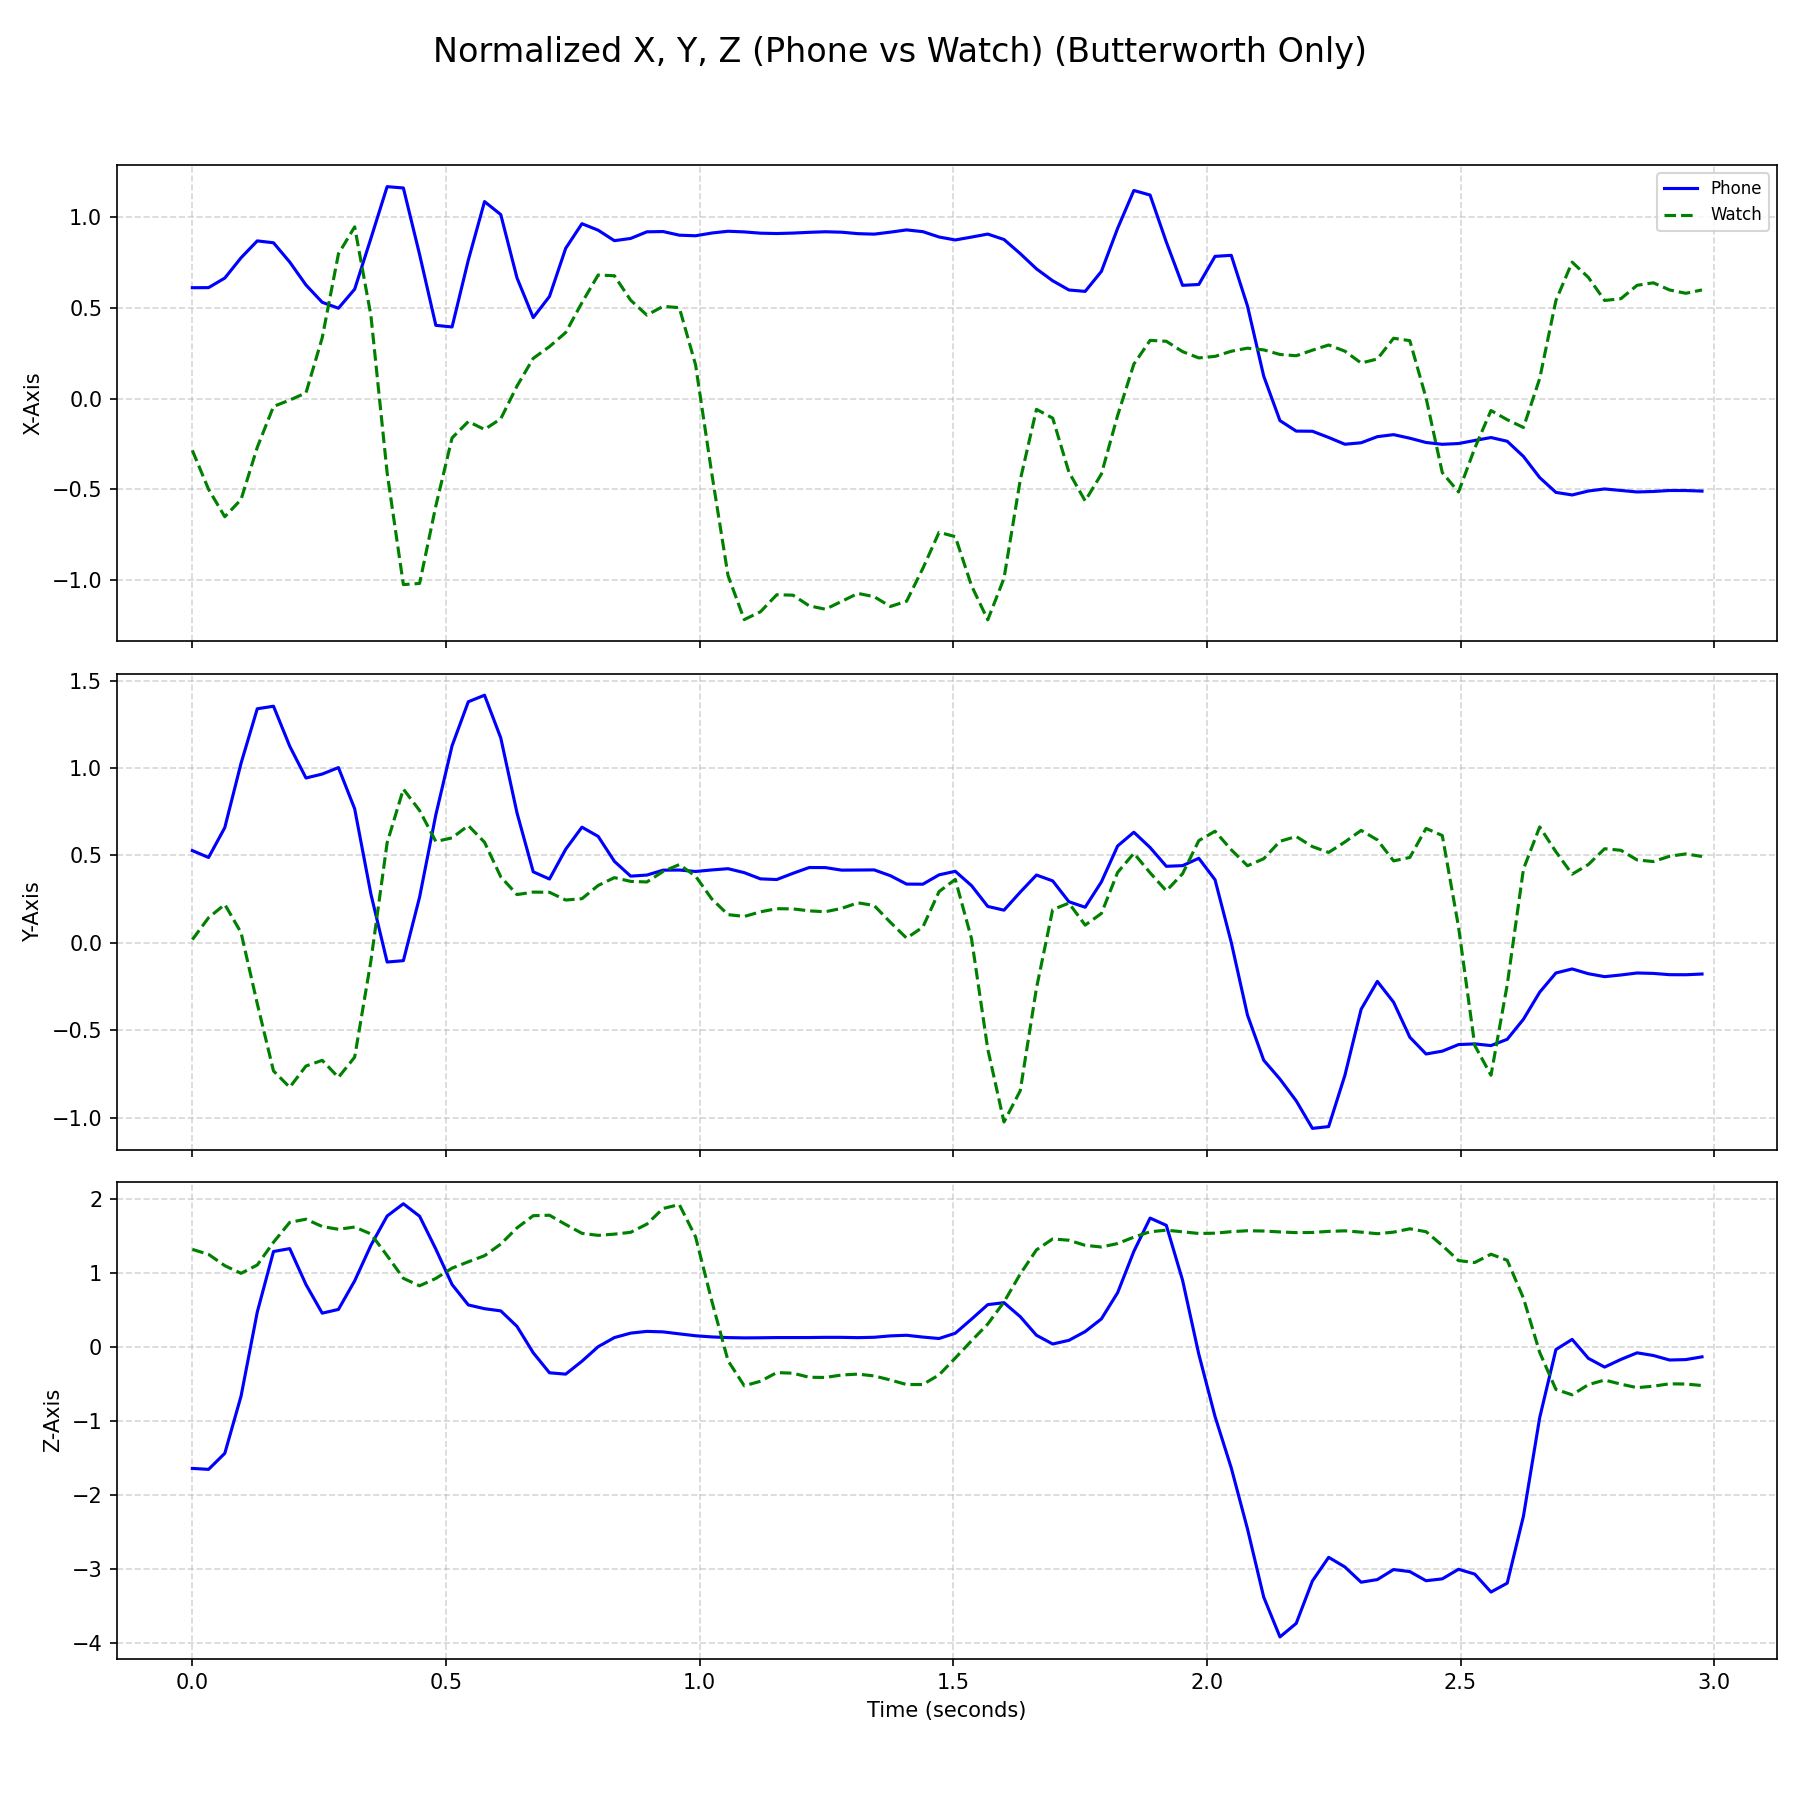 Normalized X, Y, Z (Phone vs Watch) (Butterworth Only)
Phone
Watch
X-Axis
1.0
0.5
0.0
−0.5
−1.0
Y-Axis
1.5
1.0
0.5
0.0
−0.5
−1.0
Z-Axis
2
1
0
−1
−2
−3
−4
0.0 0.5 1.0 1.5 2.0 2.5 3.0
Time (seconds)